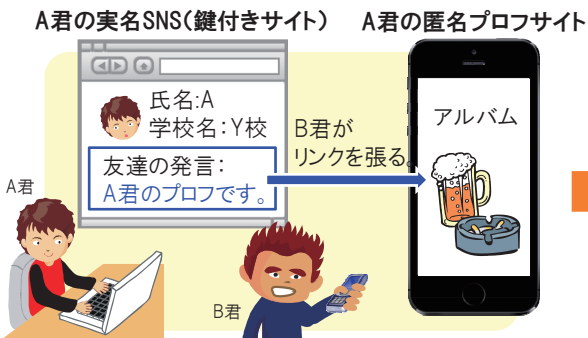 A君の実名SNS（鍵付きサイト）
A君の匿名プロフサイト
氏名:A
学校名：Y校
友達の発言：
A君のプロフです。
B君が
リンクを張る。
アルバム
A君
B君